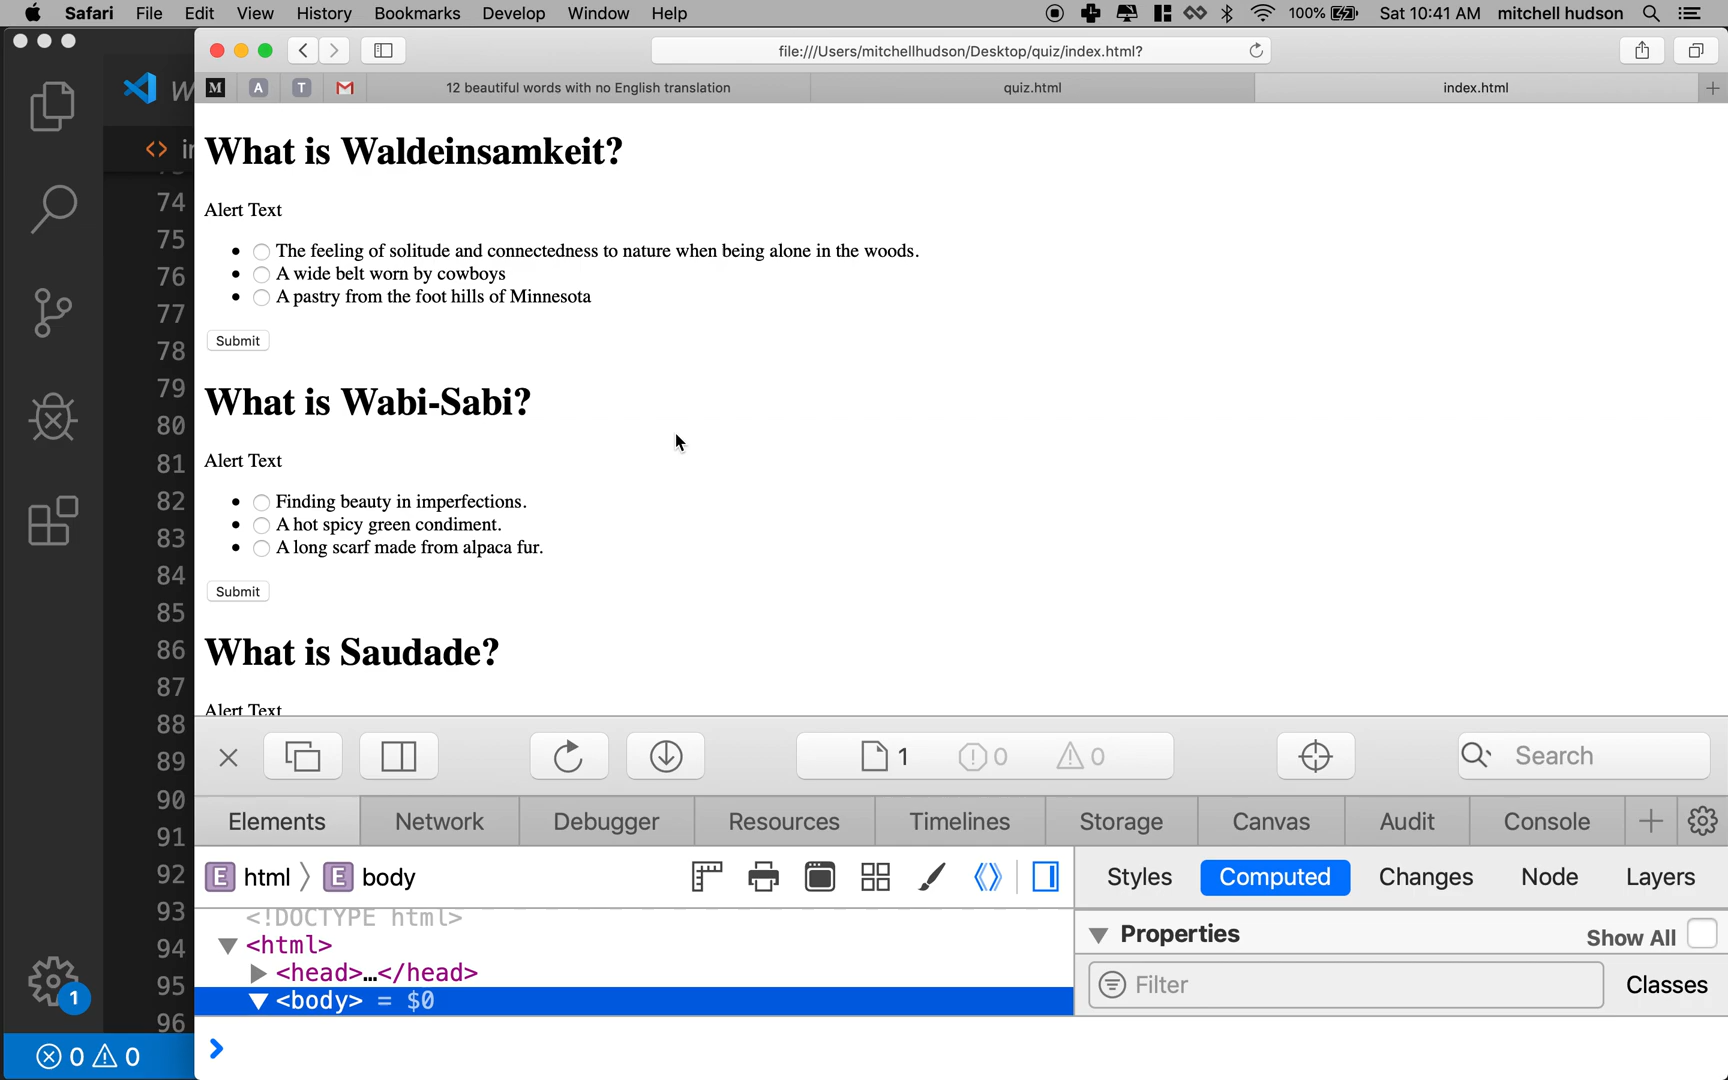 Safari File Edit View History Bookmarks Develop Window Help 100% Sat 10:41 AM mitchell hudson
file:///Users/mitchellhudson/Desktop/quiz/index.html?
M A T M 12 beautiful words with no English translation quiz.html index.html +
W
<> in
What is Waldeinsamkeit?
Alert Text
• The feeling of solitude and connectedness to nature when being alone in the woods.
• A wide belt worn by cowboys
• A pastry from the foot hills of Minnesota
Submit
What is Wabi-Sabi?
Alert Text
• Finding beauty in imperfections.
• A hot spicy green condiment.
• A long scarf made from alpaca fur.
Submit
What is Saudade?
Alert Text
74
75
76
77
78
79
80
81
82
83
84
85
86
87
88
89
90
91
92
93
94
95
96
1 0 0 Search
Elements Network Debugger Resources Timelines Storage Canvas Audit Console +
E html E body Styles Computed Changes Node Layers
<!DOCTYPE html>
<html>
<head>…</head>
<body> = $0
Properties Show All
Filter Classes
1
0 0